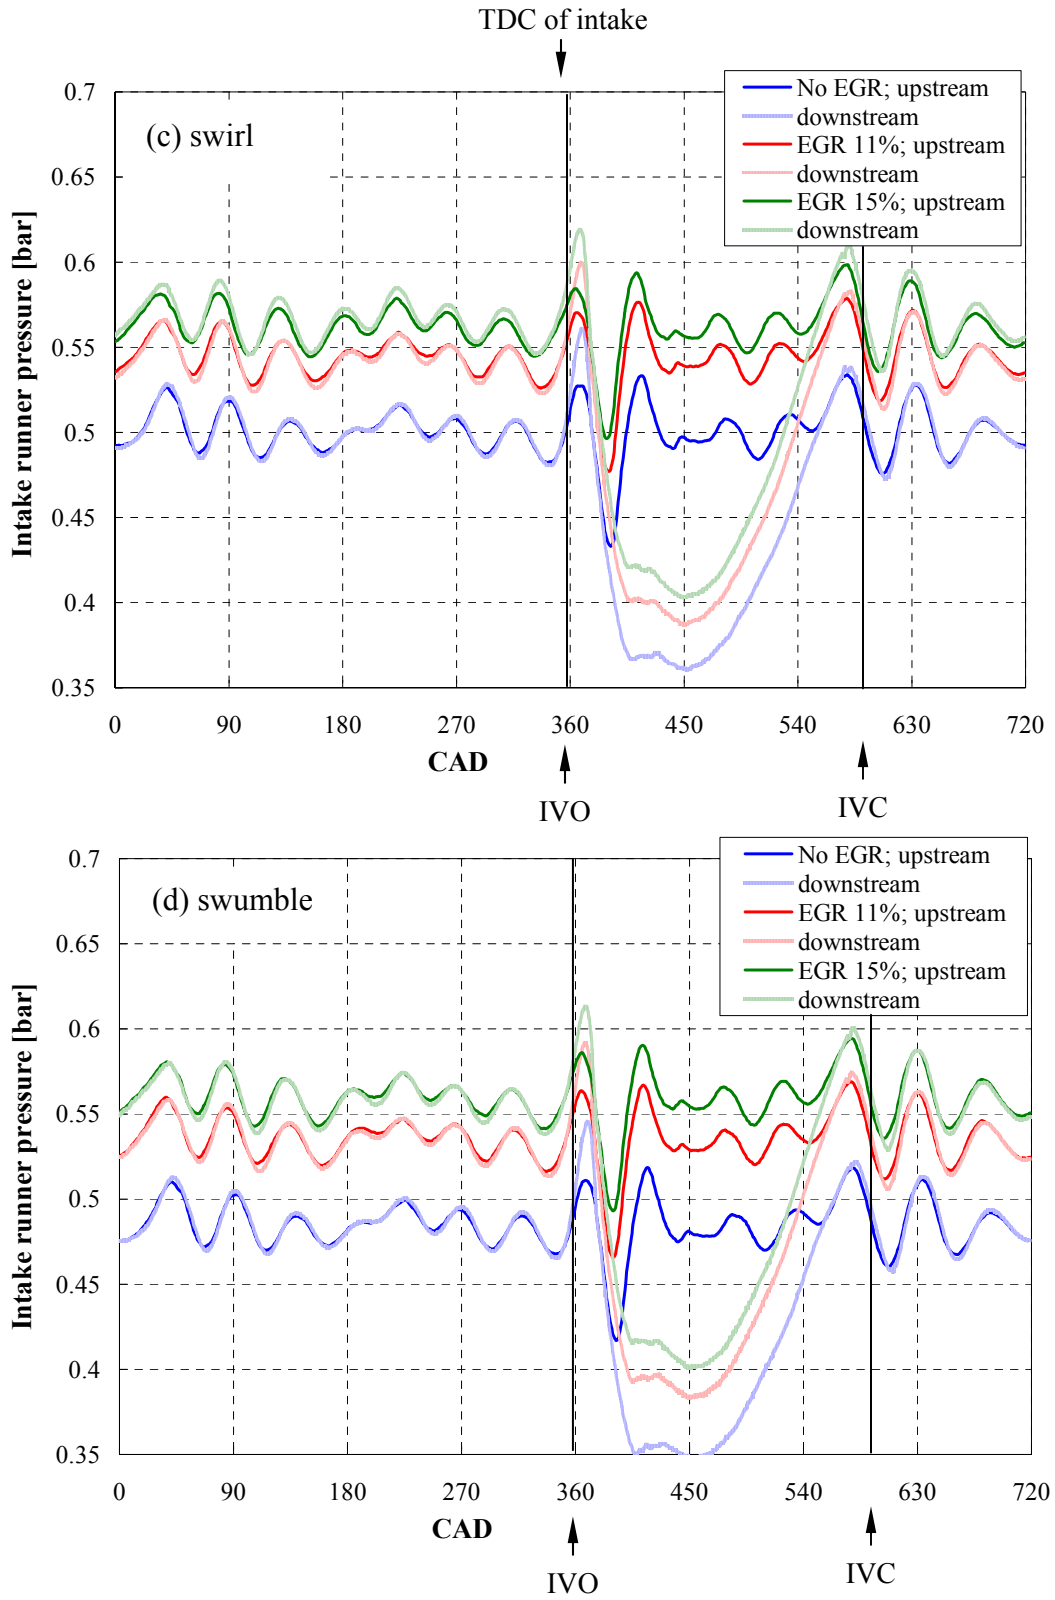 TDC of intake
0.7
0.65
0.6
0.55
0.5
0.45
0.4
0.35
Intake runner pressure [bar]
(c) swirl
No EGR; upstream
downstream
EGR 11%; upstream
downstream
EGR 15%; upstream
downstream
0 90 180 270 360 450 540 630 720
CAD
IVO IVC
0.7
0.65
0.6
0.55
0.5
0.45
0.4
0.35
Intake runner pressure [bar]
(d) swumble
No EGR; upstream
downstream
EGR 11%; upstream
downstream
EGR 15%; upstream
downstream
0 90 180 270 360 450 540 630 720
CAD
IVO IVC